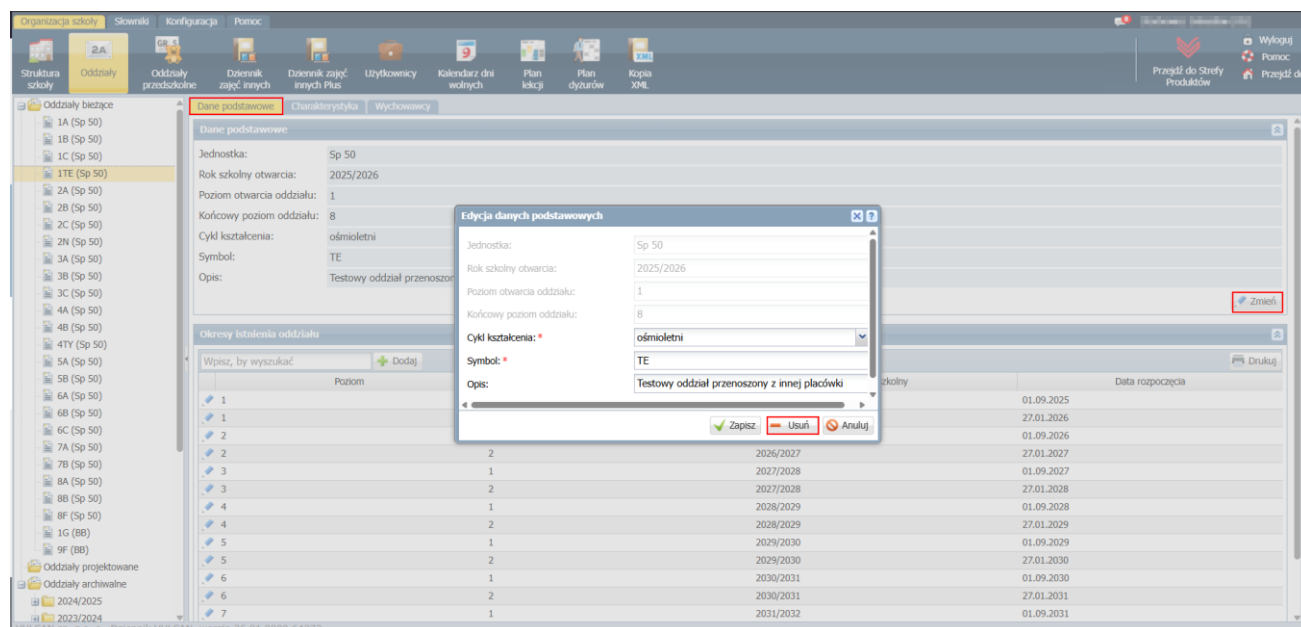 Organizacja szkoły Słowniki Konfiguracja Pomoc
Struktura szkoły
2A Oddziały
GR. 5 Oddziały przedszkolne
Dziennik zajęć innych
Dziennik zajęć innych Plus
Użytkownicy
9 Kalendarz dni wolnych
Plan lekcji
Plan dyżurów
XML Kopia XML
Przejdź do Strefy Produktów
Wyloguj
Pomoc
Przejdź d
Oddziały bieżące
1A (Sp 50)
1B (Sp 50)
1C (Sp 50)
1TE (Sp 50)
2A (Sp 50)
2B (Sp 50)
2C (Sp 50)
2N (Sp 50)
3A (Sp 50)
3B (Sp 50)
3C (Sp 50)
4A (Sp 50)
4B (Sp 50)
4TY (Sp 50)
5A (Sp 50)
5B (Sp 50)
6A (Sp 50)
6B (Sp 50)
6C (Sp 50)
7A (Sp 50)
7B (Sp 50)
8A (Sp 50)
8B (Sp 50)
8F (Sp 50)
1G (BB)
9F (BB)
Oddziały projektowane
Oddziały archiwalne
2024/2025
2023/2024
Dane podstawowe Charakterystyka Wychowawcy
Dane podstawowe
Jednostka: Sp 50
Rok szkolny otwarcia: 2025/2026
Poziom otwarcia oddziału: 1
Końcowy poziom oddziału: 8
Cykl kształcenia: ośmioletni
Symbol: TE
Opis: Testowy oddział przenoszon
Zmień
Okresy istnienia oddziału
Wpisz, by wyszukać Dodaj Drukuj
Poziom zkolny Data rozpoczęcia
1 01.09.2025
1 27.01.2026
2 01.09.2026
2 2 2026/2027 27.01.2027
3 1 2027/2028 01.09.2027
3 2 2027/2028 27.01.2028
4 1 2028/2029 01.09.2028
4 2 2028/2029 27.01.2029
5 1 2029/2030 01.09.2029
5 2 2029/2030 27.01.2030
6 1 2030/2031 01.09.2030
6 2 2030/2031 27.01.2031
7 1 2031/2032 01.09.2031
Edycja danych podstawowych
Jednostka: Sp 50
Rok szkolny otwarcia: 2025/2026
Poziom otwarcia oddziału: 1
Końcowy poziom oddziału: 8
Cykl kształcenia: * ośmioletni
Symbol: * TE
Opis: Testowy oddział przenoszony z innej placówki
Zapisz Usuń Anuluj